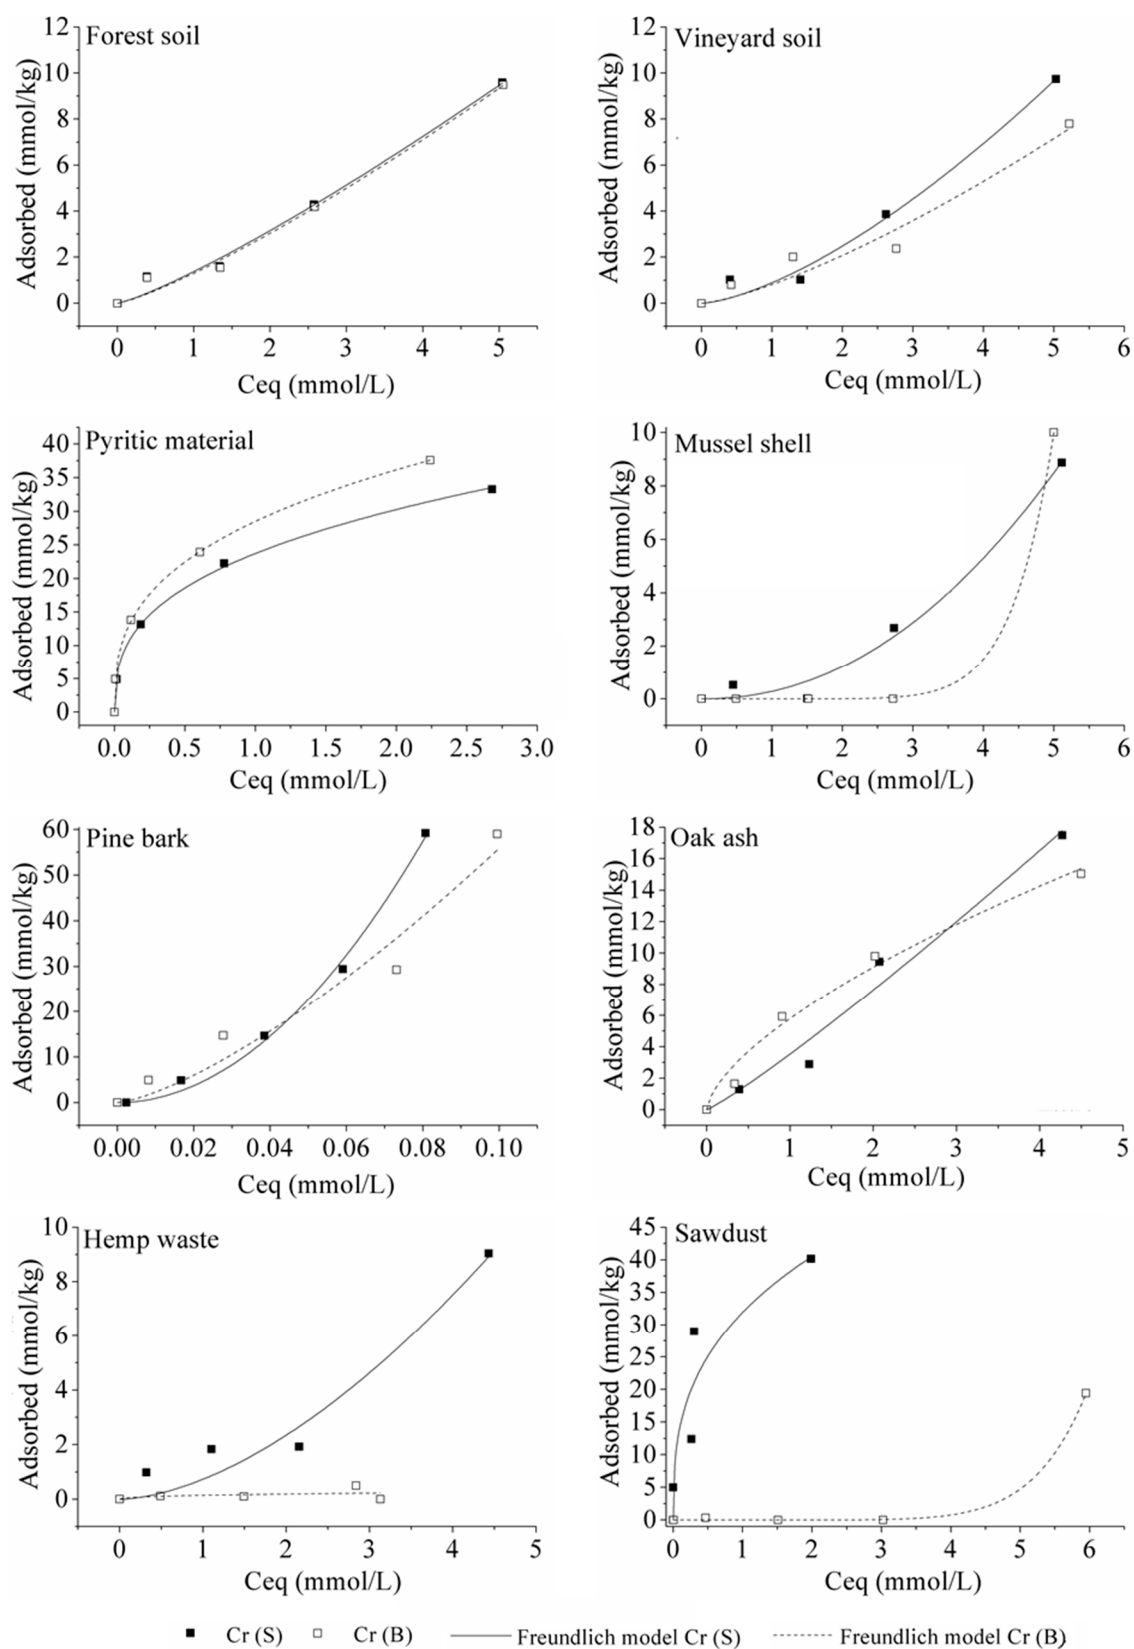 Forest soil
Adsorbed (mmol/kg)
12
10
8
6
4
2
0
0 1 2 3 4 5
Ceq (mmol/L)
Vineyard soil
Adsorbed (mmol/kg)
12
10
8
6
4
2
0
0 1 2 3 4 5 6
Ceq (mmol/L)
Pyritic material
Adsorbed (mmol/kg)
40
35
30
25
20
15
10
5
0
0.0 0.5 1.0 1.5 2.0 2.5 3.0
Ceq (mmol/L)
Mussel shell
Adsorbed (mmol/kg)
10
8
6
4
2
0
0 1 2 3 4 5 6
Ceq (mmol/L)
Pine bark
Adsorbed (mmol/kg)
60
50
40
30
20
10
0
0.00 0.02 0.04 0.06 0.08 0.10
Ceq (mmol/L)
Oak ash
Adsorbed (mmol/kg)
18
16
14
12
10
8
6
4
2
0
0 1 2 3 4 5
Ceq (mmol/L)
Hemp waste
Adsorbed (mmol/kg)
10
8
6
4
2
0
0 1 2 3 4 5
Ceq (mmol/L)
Sawdust
Adsorbed (mmol/kg)
45
40
35
30
25
20
15
10
5
0
0 1 2 3 4 5 6
Ceq (mmol/L)
Cr (S) Cr (B) Freundlich model Cr (S) Freundlich model Cr (B)